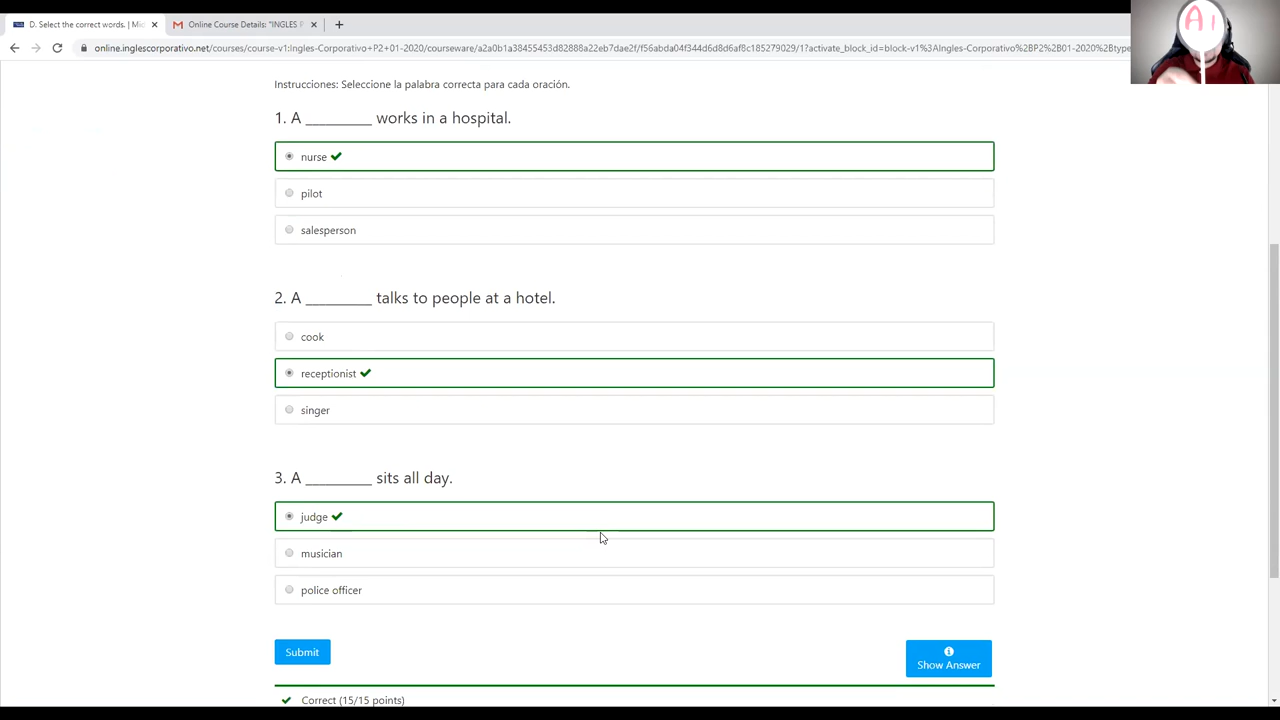 D. Select the correct words. | Mic
Online Course Details: "INGLES P
online.inglescorporativo.net/courses/course-v1:Ingles-Corporativo+P2+01-2020/courseware/a2a0b1a38455453d82888a22eb7dae2f/f56abda04f344d6d8d6af8c185279029/1?activate_block_id=block-v1%3AIngles-Corporativo%2BP2%2B01-2020%2Btype
A1
Instrucciones: Seleccione la palabra correcta para cada oración.
1. A _________ works in a hospital.
nurse
pilot
salesperson
2. A _________ talks to people at a hotel.
cook
receptionist
singer
3. A _________ sits all day.
judge
musician
police officer
Submit
Show Answer
Correct (15/15 points)